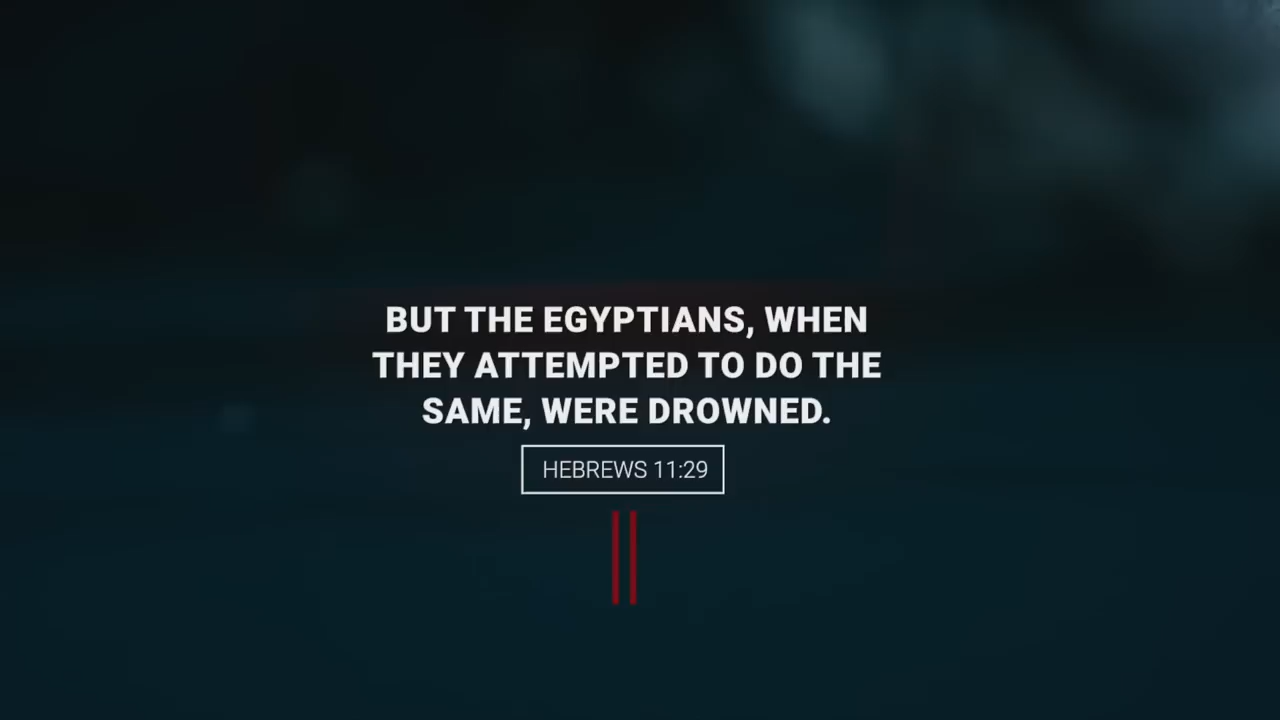 BUT THE EGYPTIANS, WHEN
THEY ATTEMPTED TO DO THE
SAME, WERE DROWNED.
HEBREWS 11:29